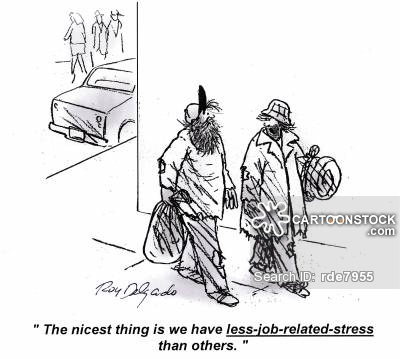 CARTOONSTOCK
.com
Search ID: rde7955
Roy Delgado
" The nicest thing is we have less-job-related-stress
than others. "